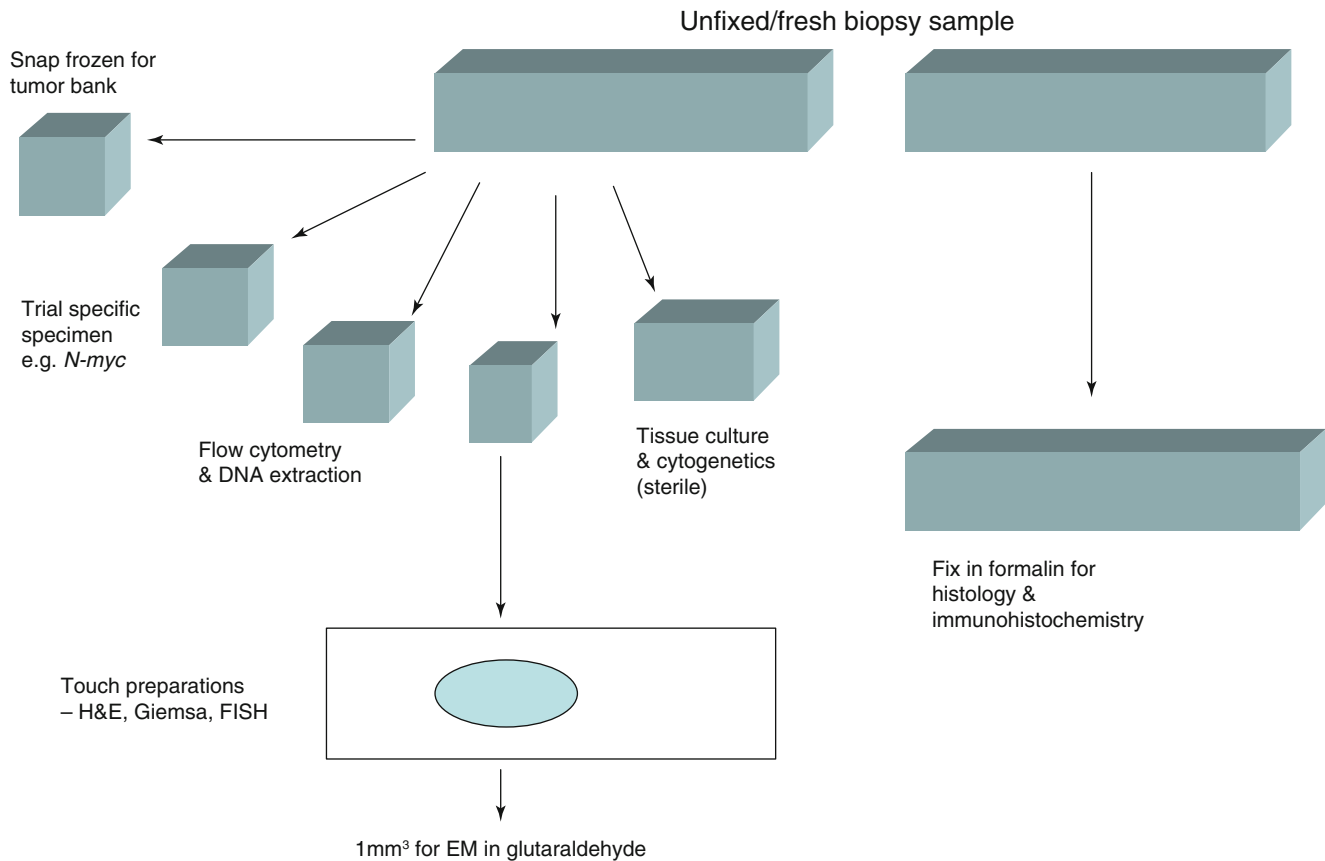 Unfixed/fresh biopsy sample
Snap frozen for
tumor bank
Trial specific
specimen
e.g. N-myc
Flow cytometry
& DNA extraction
Tissue culture
& cytogenetics
(sterile)
Fix in formalin for
histology &
immunohistochemistry
Touch preparations
– H&E, Giemsa, FISH
1mm³ for EM in glutaraldehyde